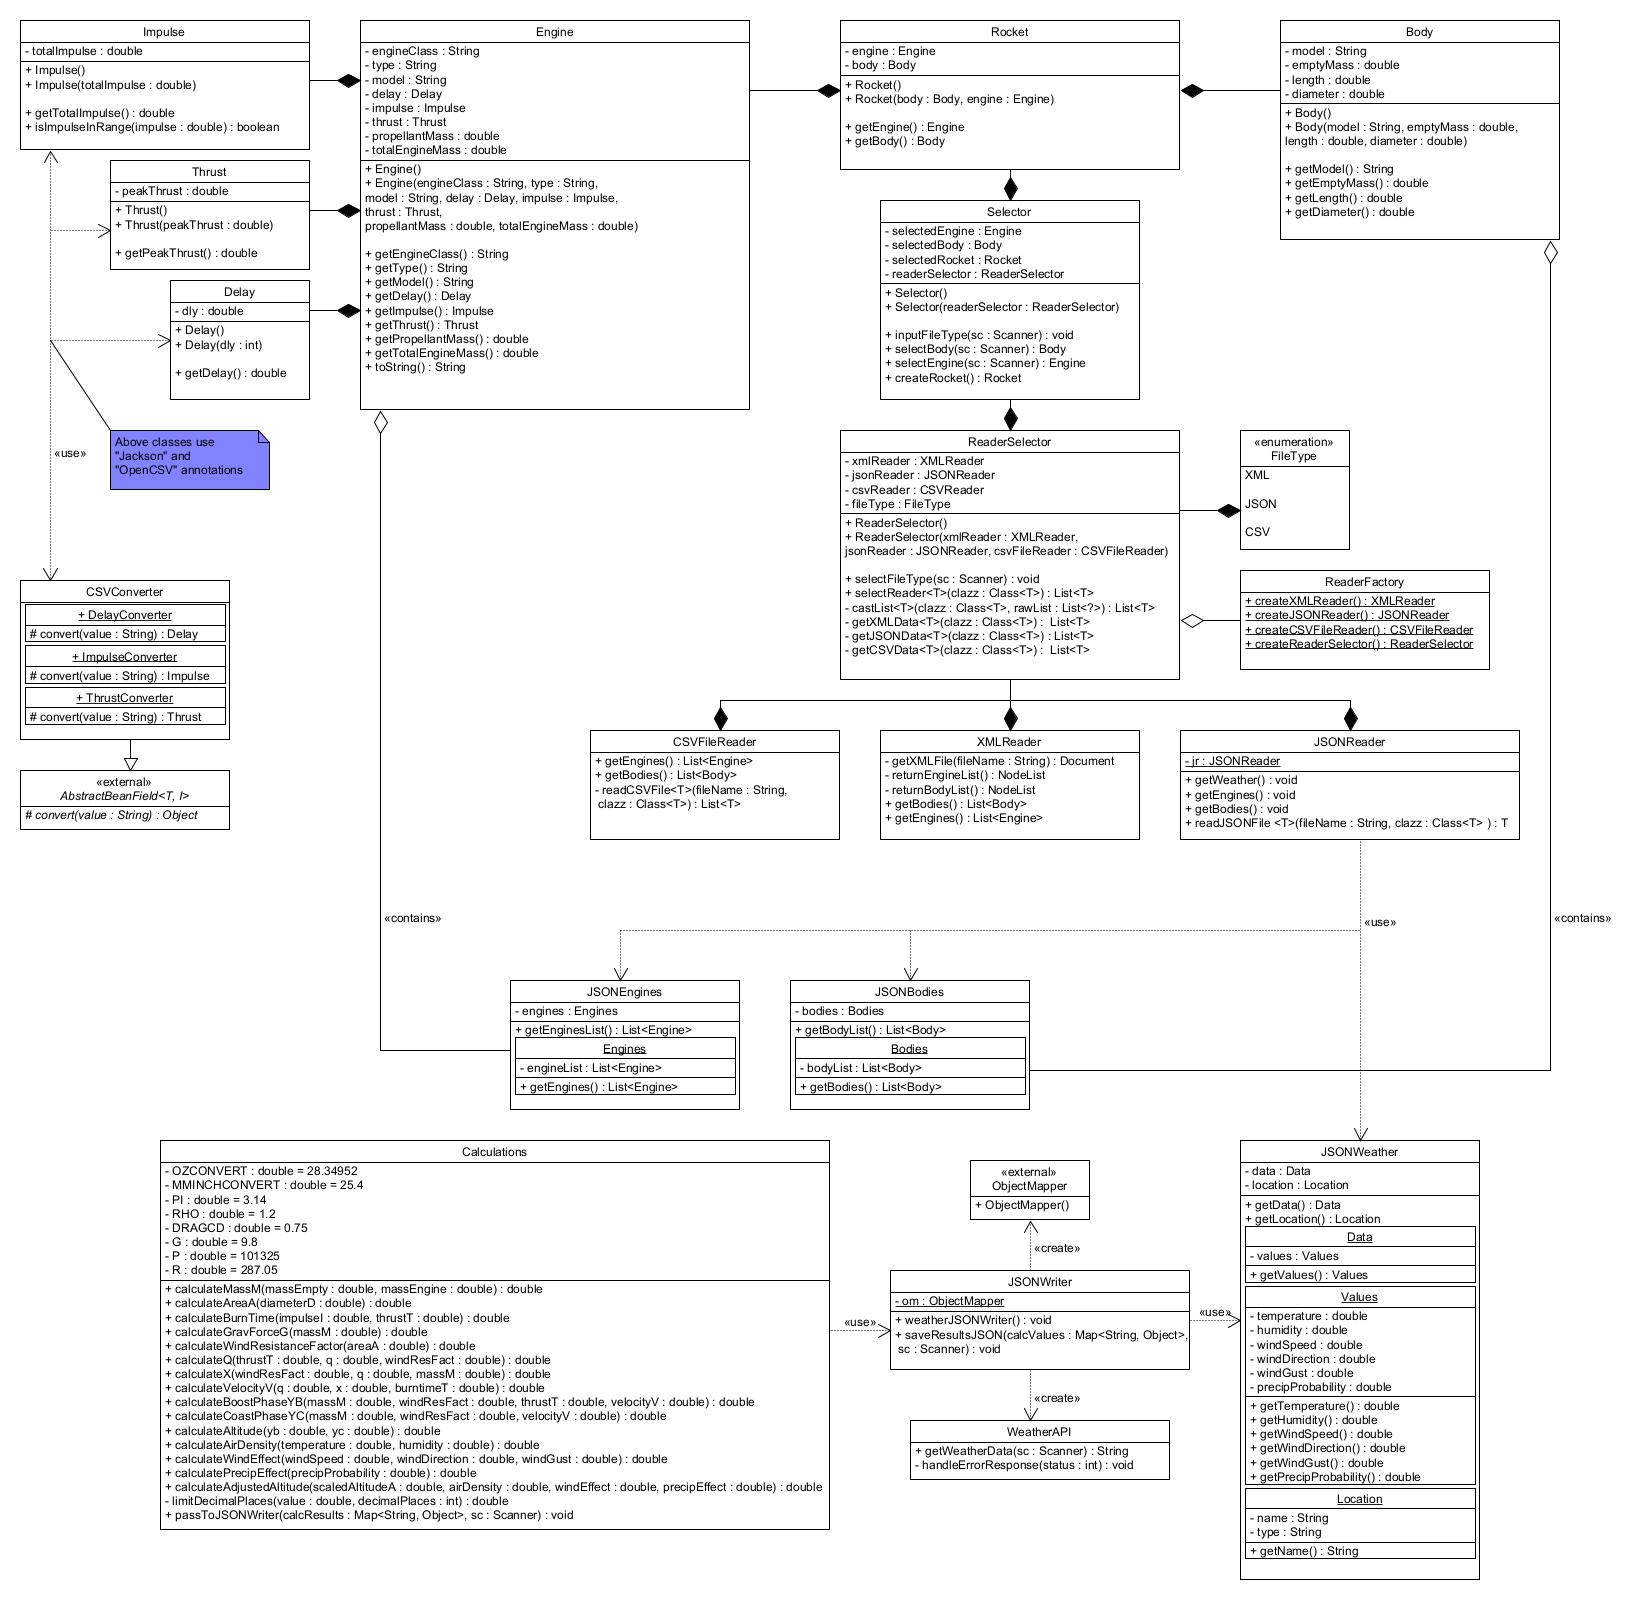 Impulse
- totalImpulse : double
+ Impulse()
+ Impulse(totalImpulse : double)
+ getTotalImpulse() : double
+ isImpulseInRange(impulse : double) : boolean
Thrust
- peakThrust : double
+ Thrust()
+ Thrust(peakThrust : double)
+ getPeakThrust() : double
Delay
- dly : double
+ Delay()
+ Delay(dly : int)
+ getDelay() : double
Above classes use
"Jackson" and
"OpenCSV" annotations
«use»
CSVConverter
+ DelayConverter
# convert(value : String) : Delay
+ ImpulseConverter
# convert(value : String) : Impulse
+ ThrustConverter
# convert(value : String) : Thrust
«external»
AbstractBeanField<T, I>
# convert(value : String) : Object
Engine
- engineClass : String
- type : String
- model : String
- delay : Delay
- impulse : Impulse
- thrust : Thrust
- propellantMass : double
- totalEngineMass : double
+ Engine()
+ Engine(engineClass : String, type : String,
model : String, delay : Delay, impulse : Impulse,
thrust : Thrust,
propellantMass : double, totalEngineMass : double)
+ getEngineClass() : String
+ getType() : String
+ getModel() : String
+ getDelay() : Delay
+ getImpulse() : Impulse
+ getThrust() : Thrust
+ getPropellantMass() : double
+ getTotalEngineMass() : double
+ toString() : String
Rocket
- engine : Engine
- body : Body
+ Rocket()
+ Rocket(body : Body, engine : Engine)
+ getEngine() : Engine
+ getBody() : Body
Body
- model : String
- emptyMass : double
- length : double
- diameter : double
+ Body()
+ Body(model : String, emptyMass : double,
length : double, diameter : double)
+ getModel() : String
+ getEmptyMass() : double
+ getLength() : double
+ getDiameter() : double
Selector
- selectedEngine : Engine
- selectedBody : Body
- selectedRocket : Rocket
- readerSelector : ReaderSelector
+ Selector()
+ Selector(readerSelector : ReaderSelector)
+ inputFileType(sc : Scanner) : void
+ selectBody(sc : Scanner) : Body
+ selectEngine(sc : Scanner) : Engine
+ createRocket() : Rocket
ReaderSelector
- xmlReader : XMLReader
- jsonReader : JSONReader
- csvReader : CSVReader
- fileType : FileType
+ ReaderSelector()
+ ReaderSelector(xmlReader : XMLReader,
jsonReader : JSONReader, csvFileReader : CSVFileReader)
+ selectFileType(sc : Scanner) : void
+ selectReader<T>(clazz : Class<T>) : List<T>
- castList<T>(clazz : Class<T>, rawList : List<?>) : List<T>
- getXMLData<T>(clazz : Class<T>) : List<T>
- getJSONData<T>(clazz : Class<T>) : List<T>
- getCSVData<T>(clazz : Class<T>) : List<T>
«enumeration»
FileType
XML
JSON
CSV
ReaderFactory
+ createXMLReader() : XMLReader
+ createJSONReader() : JSONReader
+ createCSVFileReader() : CSVFileReader
+ createReaderSelector() : ReaderSelector
CSVFileReader
+ getEngines() : List<Engine>
+ getBodies() : List<Body>
- readCSVFile<T>(fileName : String,
clazz : Class<T>) : List<T>
XMLReader
- getXMLFile(fileName : String) : Document
- returnEngineList() : NodeList
- returnBodyList() : NodeList
+ getBodies() : List<Body>
+ getEngines() : List<Engine>
JSONReader
- jr : JSONReader
+ getWeather() : void
+ getEngines() : void
+ getBodies() : void
+ readJSONFile <T>(fileName : String, clazz : Class<T> ) : T
«contains»
«use»
«contains»
JSONEngines
- engines : Engines
+ getEnginesList() : List<Engine>
Engines
- engineList : List<Engine>
+ getEngines() : List<Engine>
JSONBodies
- bodies : Bodies
+ getBodyList() : List<Body>
Bodies
- bodyList : List<Body>
+ getBodies() : List<Body>
Calculations
- OZCONVERT : double = 28.34952
- MMINCHCONVERT : double = 25.4
- PI : double = 3.14
- RHO : double = 1.2
- DRAGCD : double = 0.75
- G : double = 9.8
- P : double = 101325
- R : double = 287.05
+ calculateMassM(massEmpty : double, massEngine : double) : double
+ calculateAreaA(diameterD : double) : double
+ calculateBurnTime(impulseI : double, thrustT : double) : double
+ calculateGravForceG(massM : double) : double
+ calculateWindResistanceFactor(areaA : double) : double
+ calculateQ(thrustT : double, q : double, windResFact : double) : double
+ calculateX(windResFact : double, q : double, massM : double) : double
+ calculateVelocityV(q : double, x : double, burntimeT : double) : double
+ calculateBoostPhaseYB(massM : double, windResFact : double, thrustT : double, velocityV : double) : double
+ calculateCoastPhaseYC(massM : double, windResFact : double, velocityV : double) : double
+ calculateAltitude(yb : double, yc : double) : double
+ calculateAirDensity(temperature : double, humidity : double) : double
+ calculateWindEffect(windSpeed : double, windDirection : double, windGust : double) : double
+ calculatePrecipEffect(precipProbability : double) : double
+ calculateAdjustedAltitude(scaledAltitudeA : double, airDensity : double, windEffect : double, precipEffect : double) : double
- limitDecimalPlaces(value : double, decimalPlaces : int) : double
+ passToJSONWriter(calcResults : Map<String, Object>, sc : Scanner) : void
«use»
«external»
ObjectMapper
+ ObjectMapper()
«create»
JSONWriter
- om : ObjectMapper
+ weatherJSONWriter() : void
+ saveResultsJSON(calcValues : Map<String, Object>,
sc : Scanner) : void
«use»
«create»
WeatherAPI
+ getWeatherData(sc : Scanner) : String
- handleErrorResponse(status : int) : void
JSONWeather
- data : Data
- location : Location
+ getData() : Data
+ getLocation() : Location
Data
- values : Values
+ getValues() : Values
Values
- temperature : double
- humidity : double
- windSpeed : double
- windDirection : double
- windGust : double
- precipProbability : double
+ getTemperature() : double
+ getHumidity() : double
+ getWindSpeed() : double
+ getWindDirection() : double
+ getWindGust() : double
+ getPrecipProbability() : double
Location
- name : String
- type : String
+ getName() : String